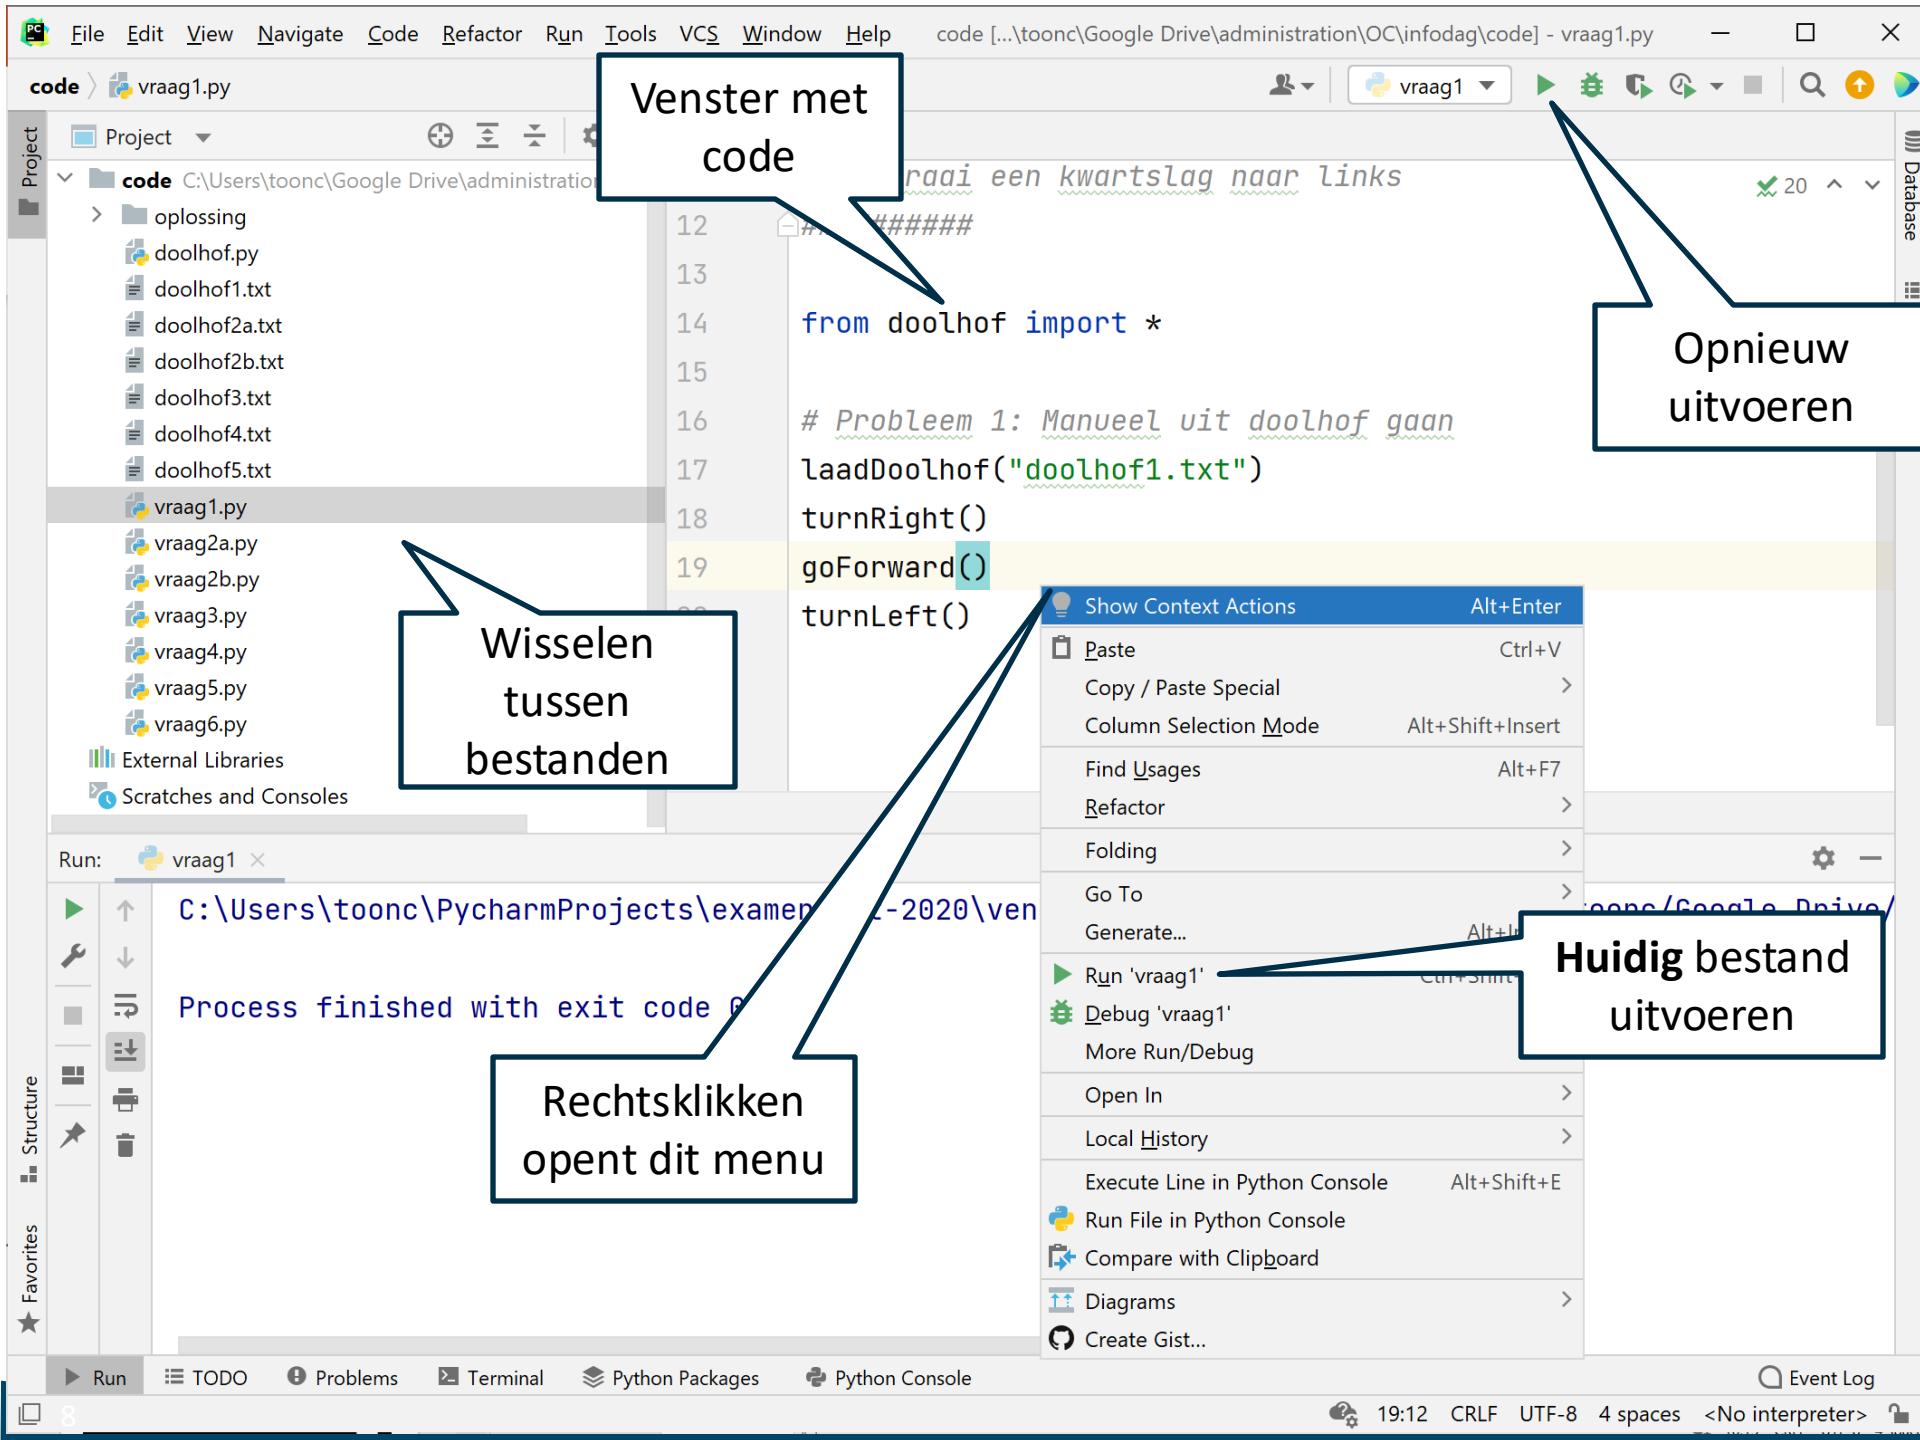 File Edit View Navigate Code Refactor Run Tools VCS Window Help code [...\toonc\Google Drive\administration\OC\infodag\code] - vraag1.py
code vraag1.py
vraag1
Venster met
code
Project
Project
Database
code C:\Users\toonc\Google Drive\administration
oplossing
doolhof.py
doolhof1.txt
doolhof2a.txt
doolhof2b.txt
doolhof3.txt
doolhof4.txt
doolhof5.txt
vraag1.py
vraag2a.py
vraag2b.py
vraag3.py
vraag4.py
vraag5.py
vraag6.py
External Libraries
Scratches and Consoles
een kwartslag naar links
20
12 ## ######
13
14 from doolhof import *
15
16 # Probleem 1: Manueel uit doolhof gaan
17 laadDoolhof("doolhof1.txt")
18 turnRight()
19 goForward()
turnLeft()
Opnieuw
uitvoeren
Wisselen
tussen
bestanden
Show Context Actions Alt+Enter
Paste Ctrl+V
Copy / Paste Special
Column Selection Mode Alt+Shift+Insert
Find Usages Alt+F7
Refactor
Folding
Go To
Generate...
Run 'vraag1'
Debug 'vraag1'
More Run/Debug
Open In
Local History
Execute Line in Python Console Alt+Shift+E
Run File in Python Console
Compare with Clipboard
Diagrams
Create Gist...
Huidig bestand
uitvoeren
Run: vraag1
C:\Users\toonc\PycharmProjects\examen -2020\ven toonc/Google Drive/
Process finished with exit code 0
Rechtsklikken
opent dit menu
Structure
Favorites
Run TODO Problems Terminal Python Packages Python Console Event Log
8
19:12 CRLF UTF-8 4 spaces <No interpreter>